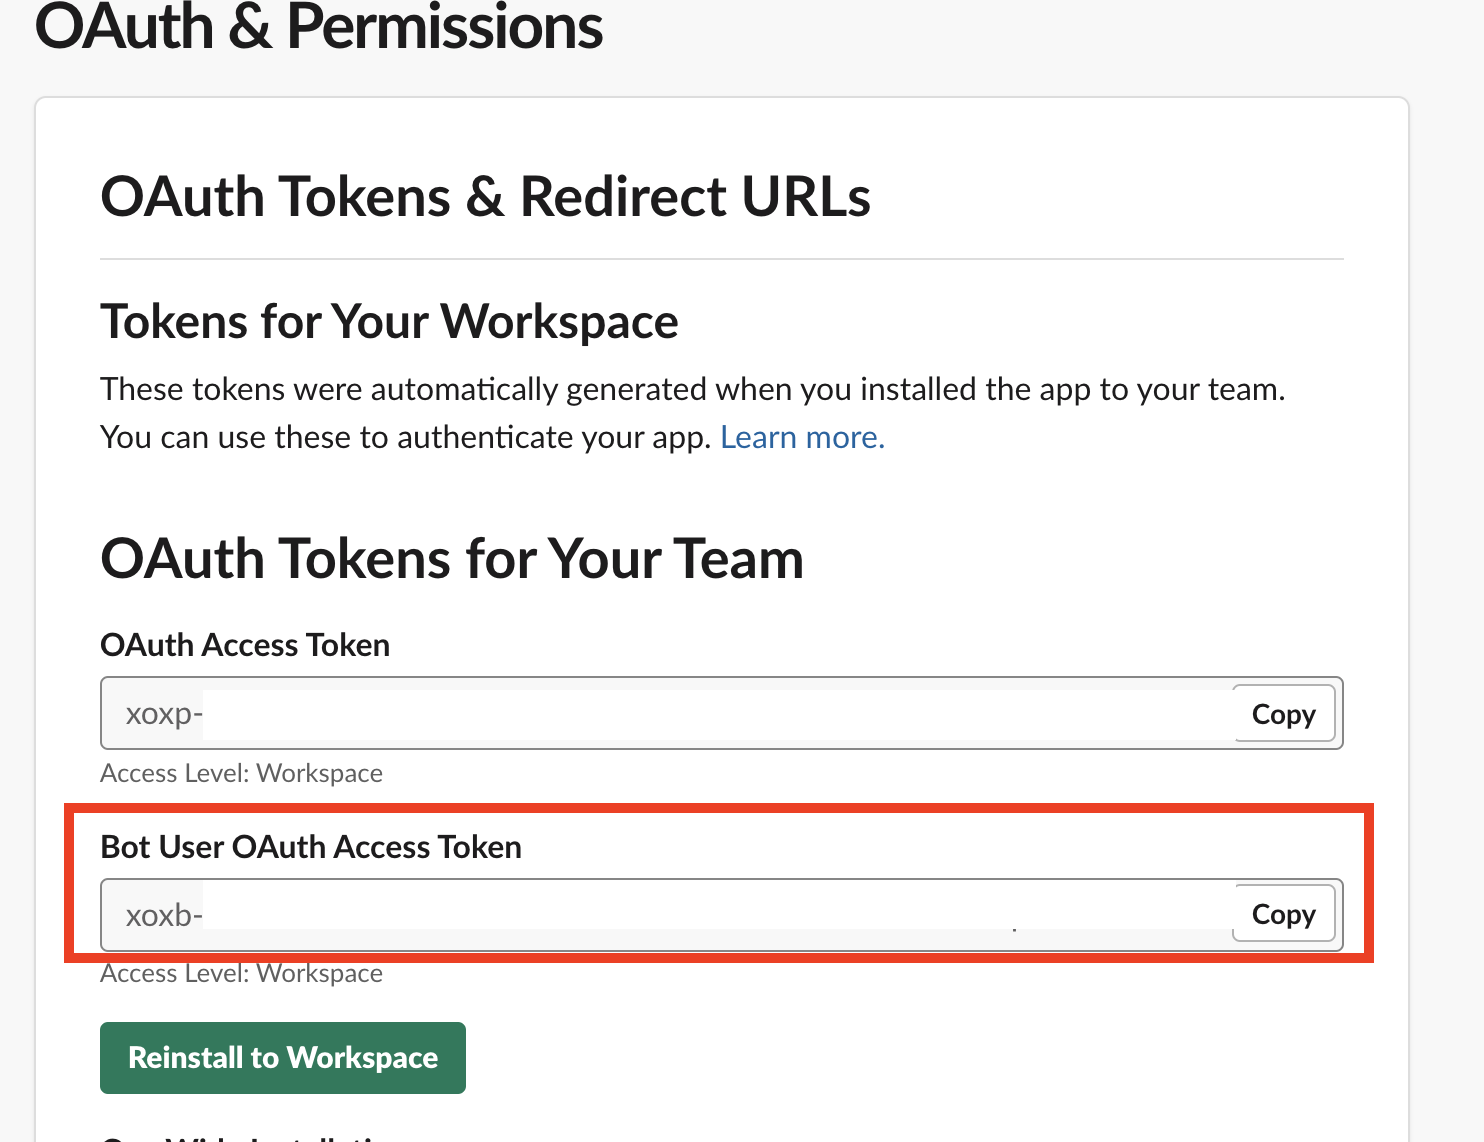 OAuth & Permissions
OAuth Tokens & Redirect URLs
Tokens for Your Workspace
These tokens were automatically generated when you installed the app to your team.
You can use these to authenticate your app. Learn more.
OAuth Tokens for Your Team
OAuth Access Token
xoxp- Copy
Access Level: Workspace
Bot User OAuth Access Token
xoxb- Copy
Access Level: Workspace
Reinstall to Workspace